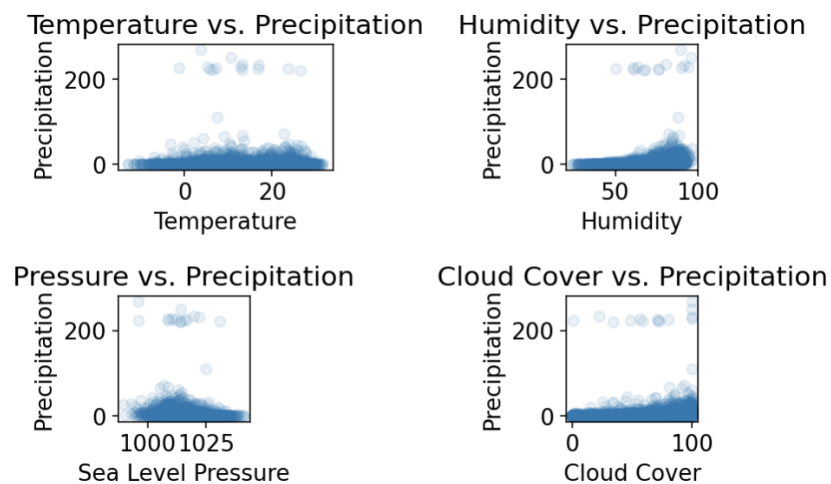 Temperature vs. Precipitation
Precipitation
200
0
0 20
Temperature
Humidity vs. Precipitation
Precipitation
200
0
50 100
Humidity
Pressure vs. Precipitation
Precipitation
200
0
1000 1025
Sea Level Pressure
Cloud Cover vs. Precipitation
Precipitation
200
0
0 100
Cloud Cover